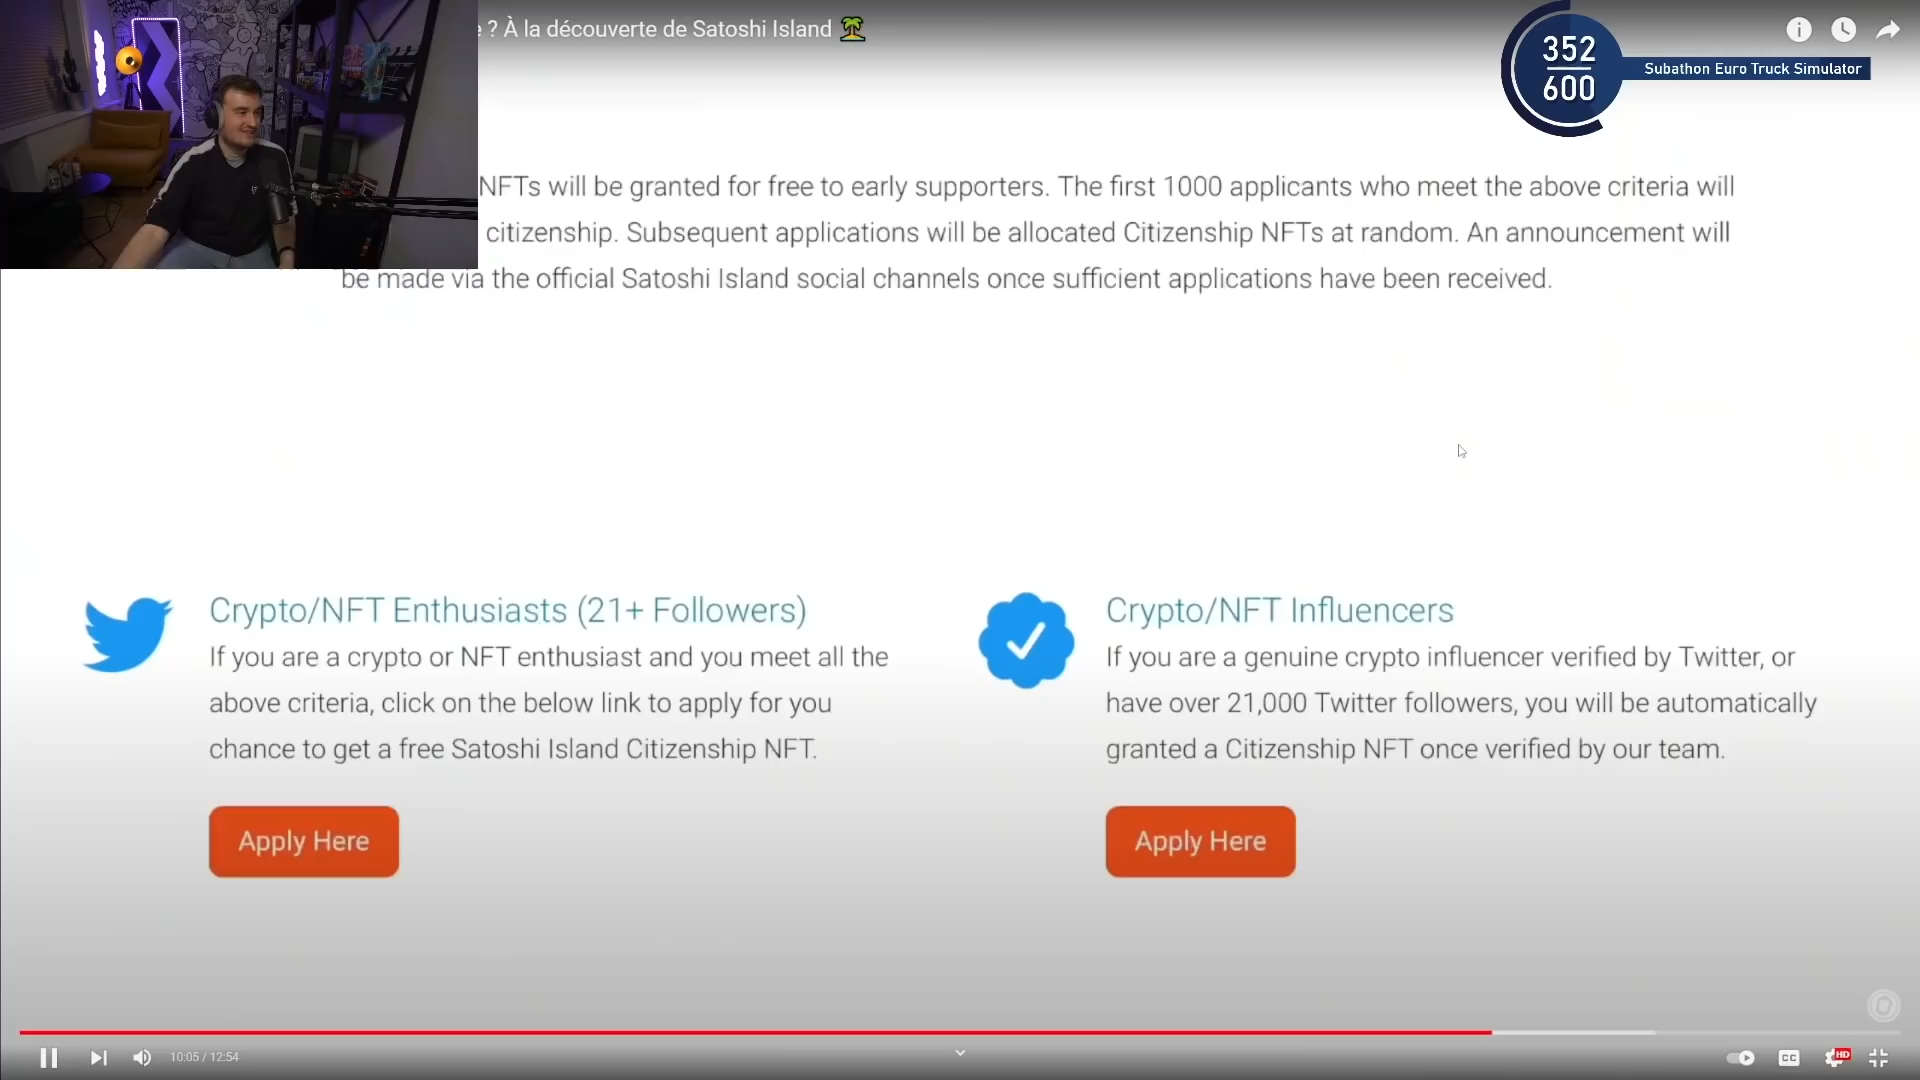 ? À la découverte de Satoshi Island
352
600
Subathon Euro Truck Simulator
NFTs will be granted for free to early supporters. The first 1000 applicants who meet the above criteria will
citizenship. Subsequent applications will be allocated Citizenship NFTs at random. An announcement will
be made via the official Satoshi Island social channels once sufficient applications have been received.
Crypto/NFT Enthusiasts (21+ Followers)
If you are a crypto or NFT enthusiast and you meet all the
above criteria, click on the below link to apply for you
chance to get a free Satoshi Island Citizenship NFT.
Apply Here
Crypto/NFT Influencers
If you are a genuine crypto influencer verified by Twitter, or
have over 21,000 Twitter followers, you will be automatically
granted a Citizenship NFT once verified by our team.
Apply Here
10:05 / 12:54
CC
HD